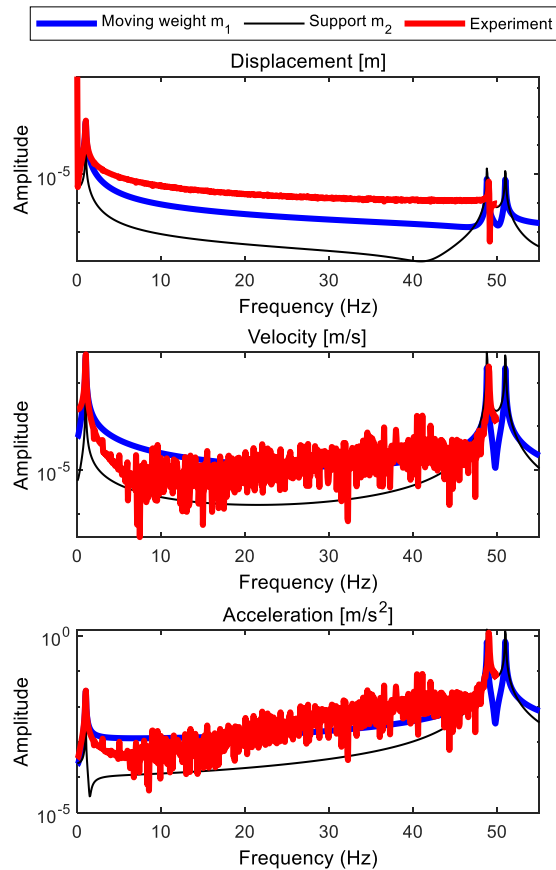 Moving weight m₁ Support m₂ Experiment
Displacement [m]
Amplitude
10⁻⁵
0 10 20 30 40 50
Frequency (Hz)
Velocity [m/s]
Amplitude
10⁻⁵
0 10 20 30 40 50
Frequency (Hz)
Acceleration [m/s²]
10⁰
Amplitude
10⁻⁵
0 10 20 30 40 50
Frequency (Hz)